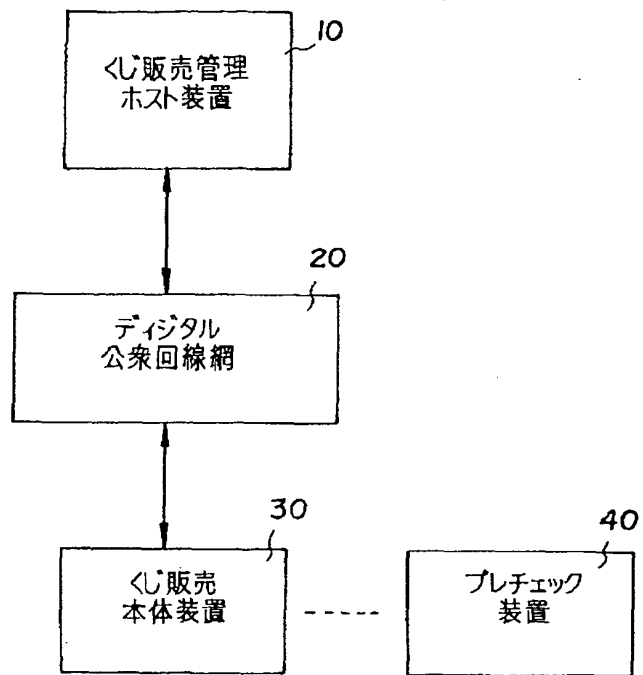 10
くじ販売管理
ホスト装置
20
ディジタル
公衆回線網
30
くじ販売
本体装置
40
プレチェック
装置